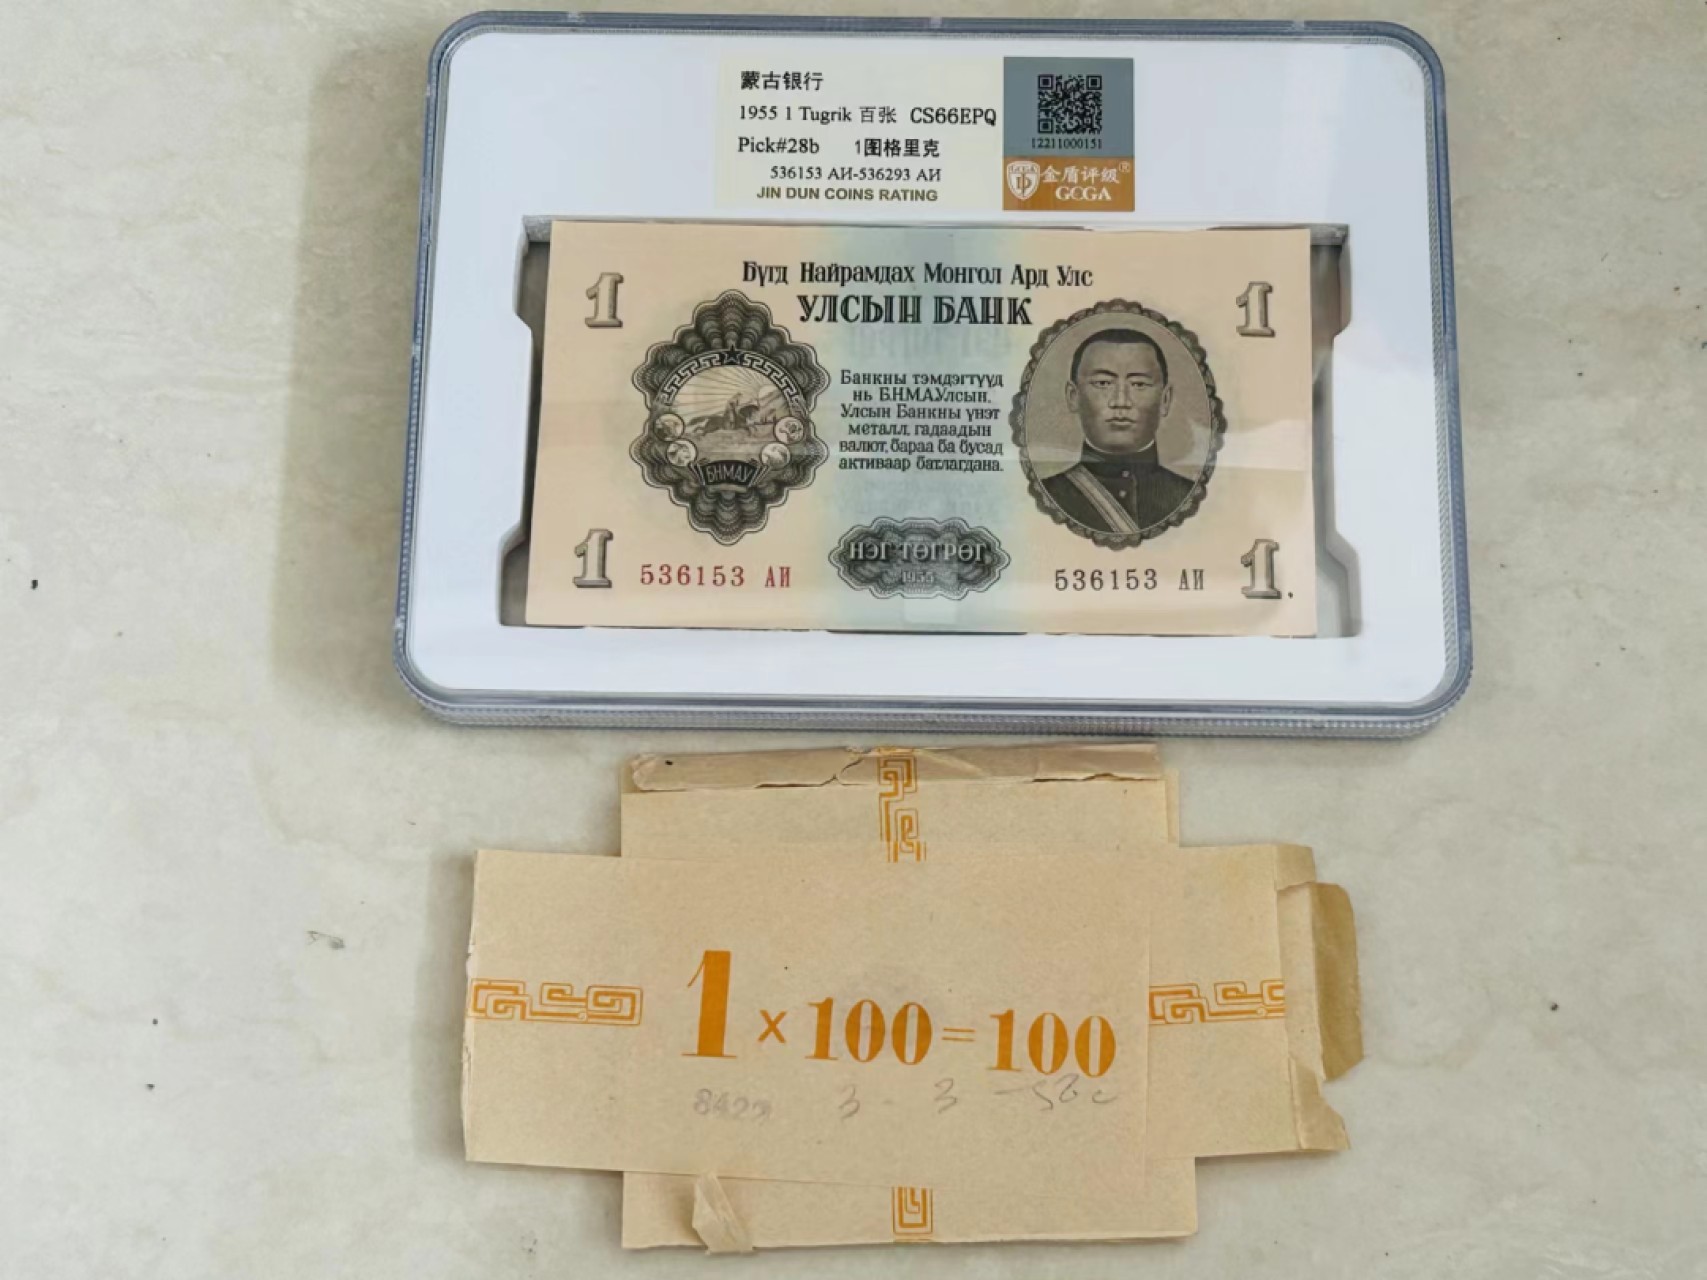 蒙古银行
1955 1 Tugrik 百张 CS66EPQ
Pick#28b 1图格里克
536153 АИ-536293 АИ
JIN DUN COINS RATING
12211000151
金盾评级®
GCGA
1
Бүгд Найрамдах Монгол Ард Улс
1
УЛСЫН БАНК
Банкны тэмдэгтүүд
нь Б.Н.М.А.Улсын,
Улсын Банкны үнэт
металл, гадаадын
валют, бараа ба бусад
активаар батлагдана.
БНМАУ
НЭГ ТӨГРӨГ
1955
1
536153 АИ
536153 АИ
1
1 x 100 = 100